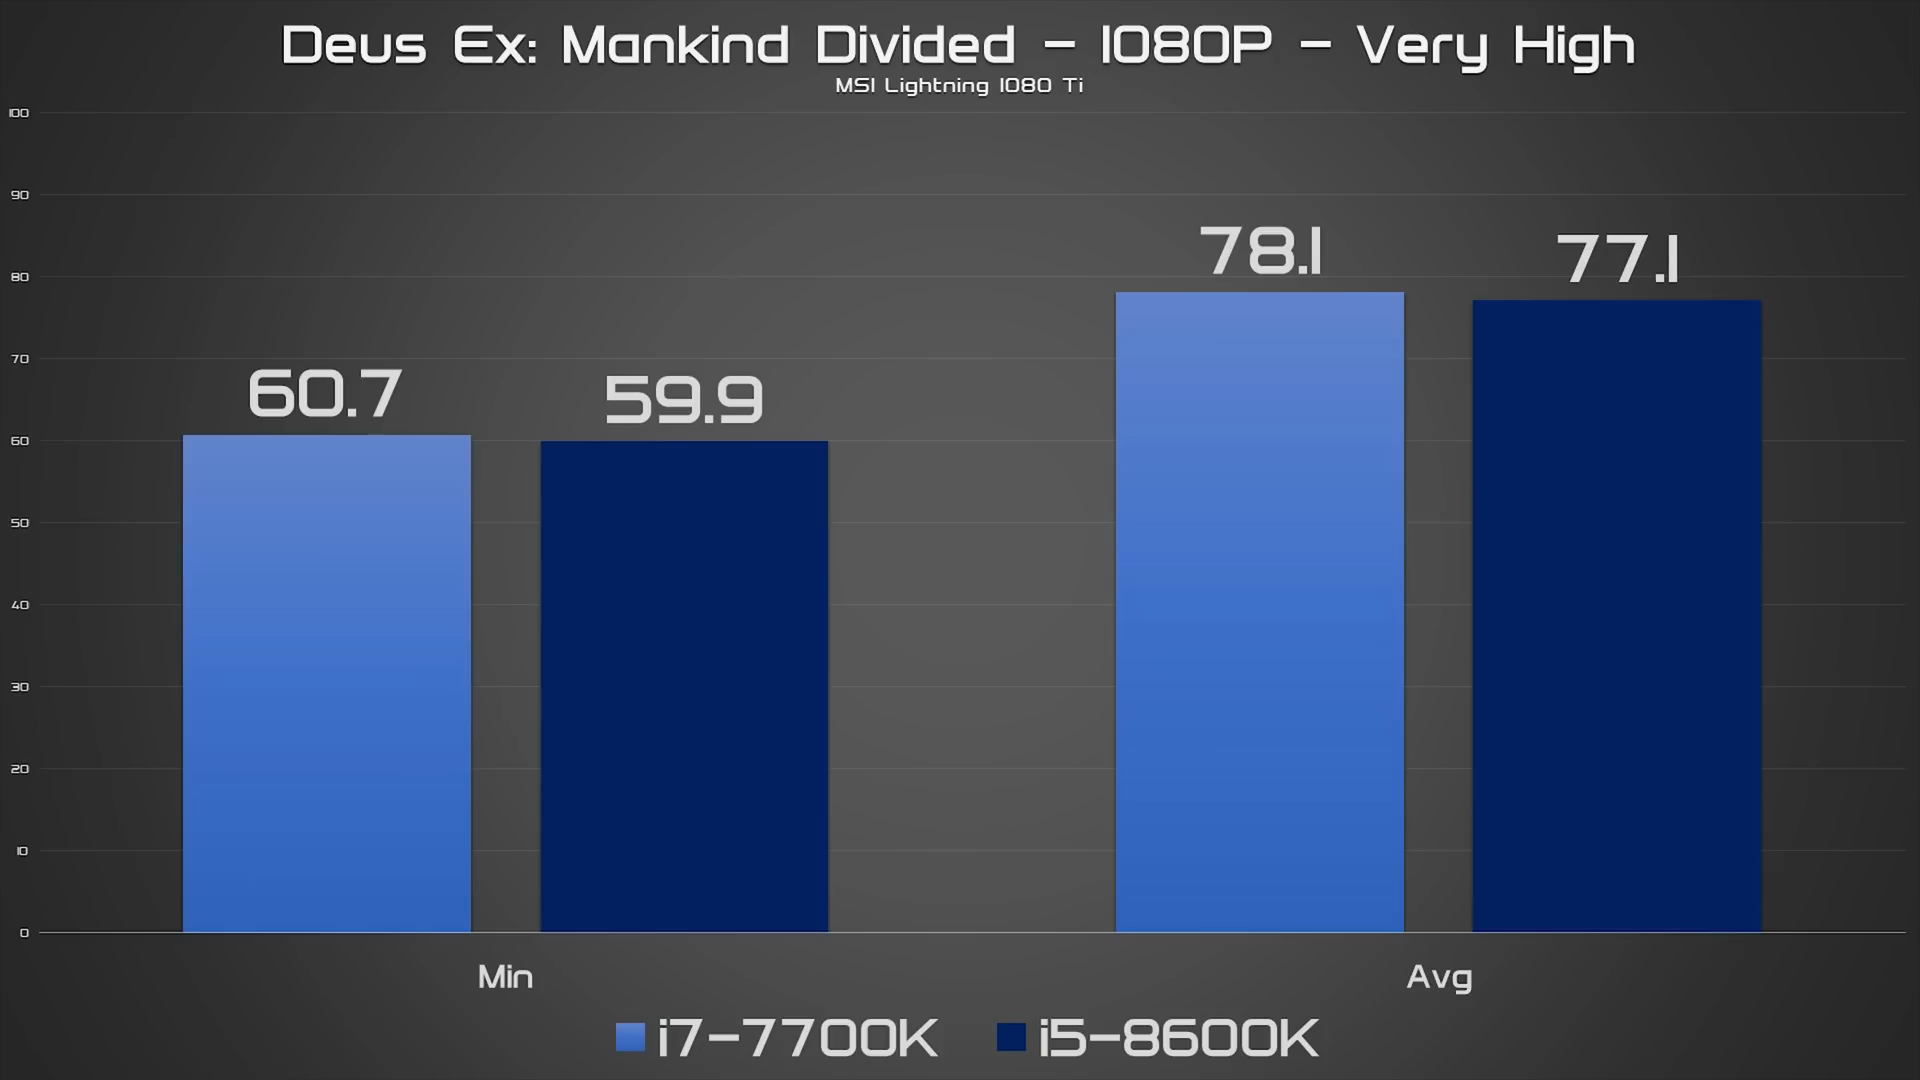 Deus Ex: Mankind Divided - 1080P - Very High
MSI Lightning 1080 Ti
100
90
80
70
60
50
40
30
20
10
0
60.7
59.9
78.1
77.1
Min
Avg
i7-7700K
i5-8600K